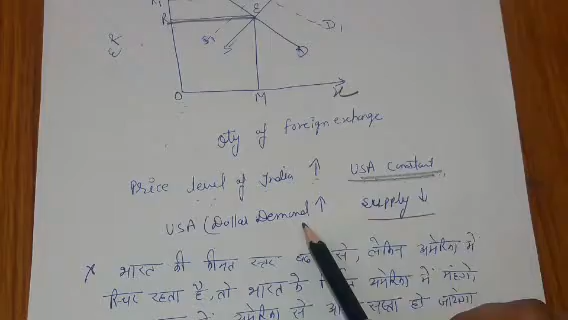 R
E
D₁
S
D
O
M
X
Qty of foreign exchange
Price level of India ↑ USA Constant
USA (Dollar Demand ↑ Supply ↓
x भारत की कीमत स्तर से, लेकिन अमेरिका में
स्थिर रहता है, तो भारत के अमेरिका में महंगे,
अमेरिका से सस्ता हो जायेगा